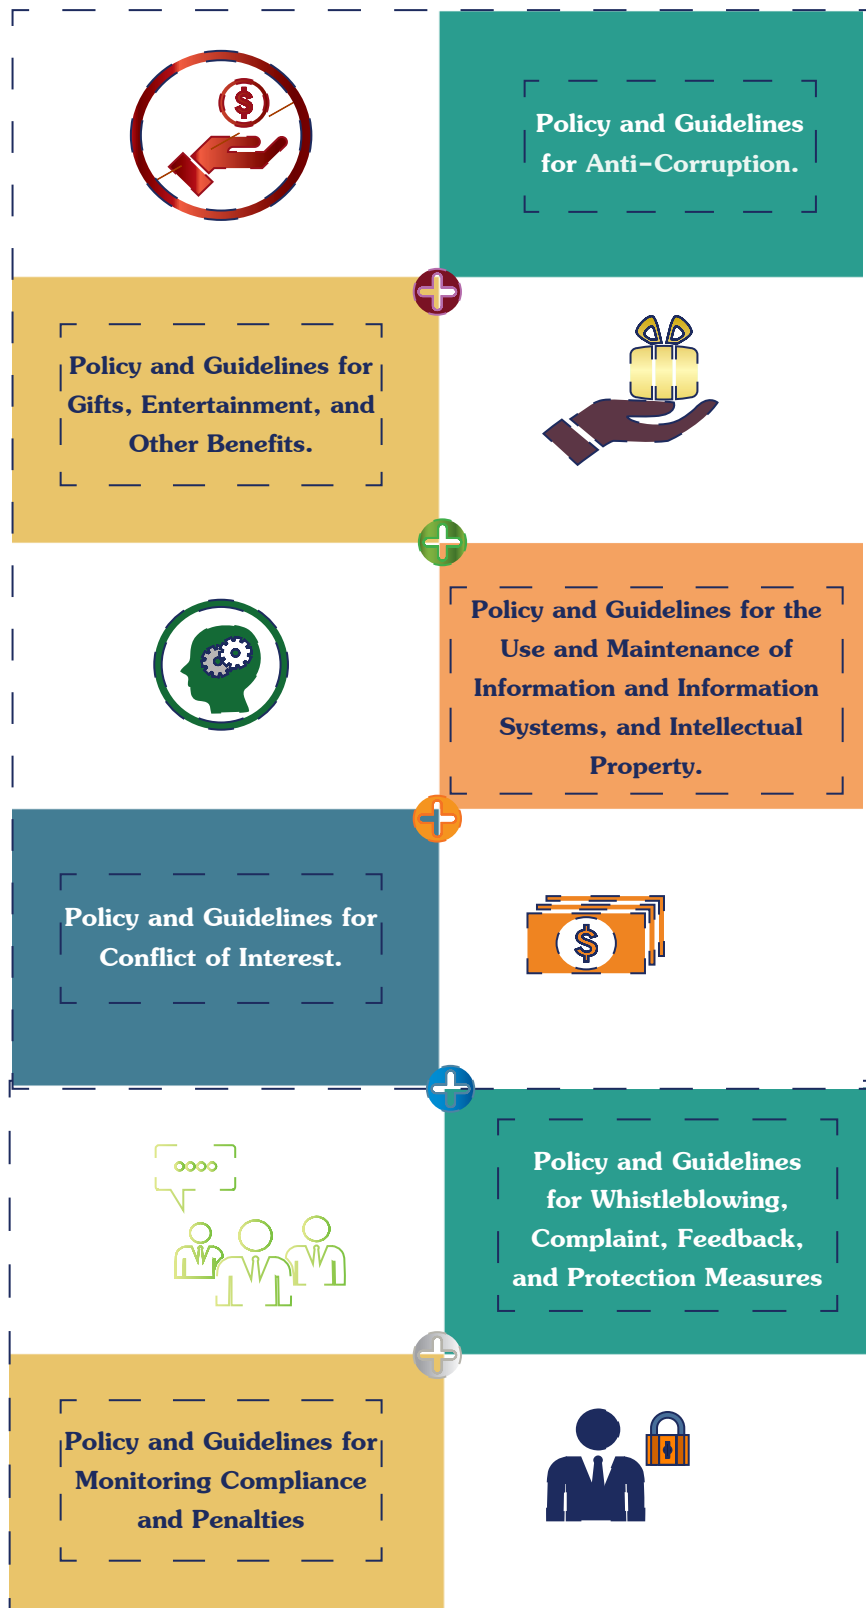 Policy and Guidelines
for Anti-Corruption.
Policy and Guidelines for
Gifts, Entertainment, and
Other Benefits.
Policy and Guidelines for the
Use and Maintenance of
Information and Information
Systems, and Intellectual
Property.
Policy and Guidelines for
Conflict of Interest.
Policy and Guidelines
for Whistleblowing,
Complaint, Feedback,
and Protection Measures
Policy and Guidelines for
Monitoring Compliance
and Penalties